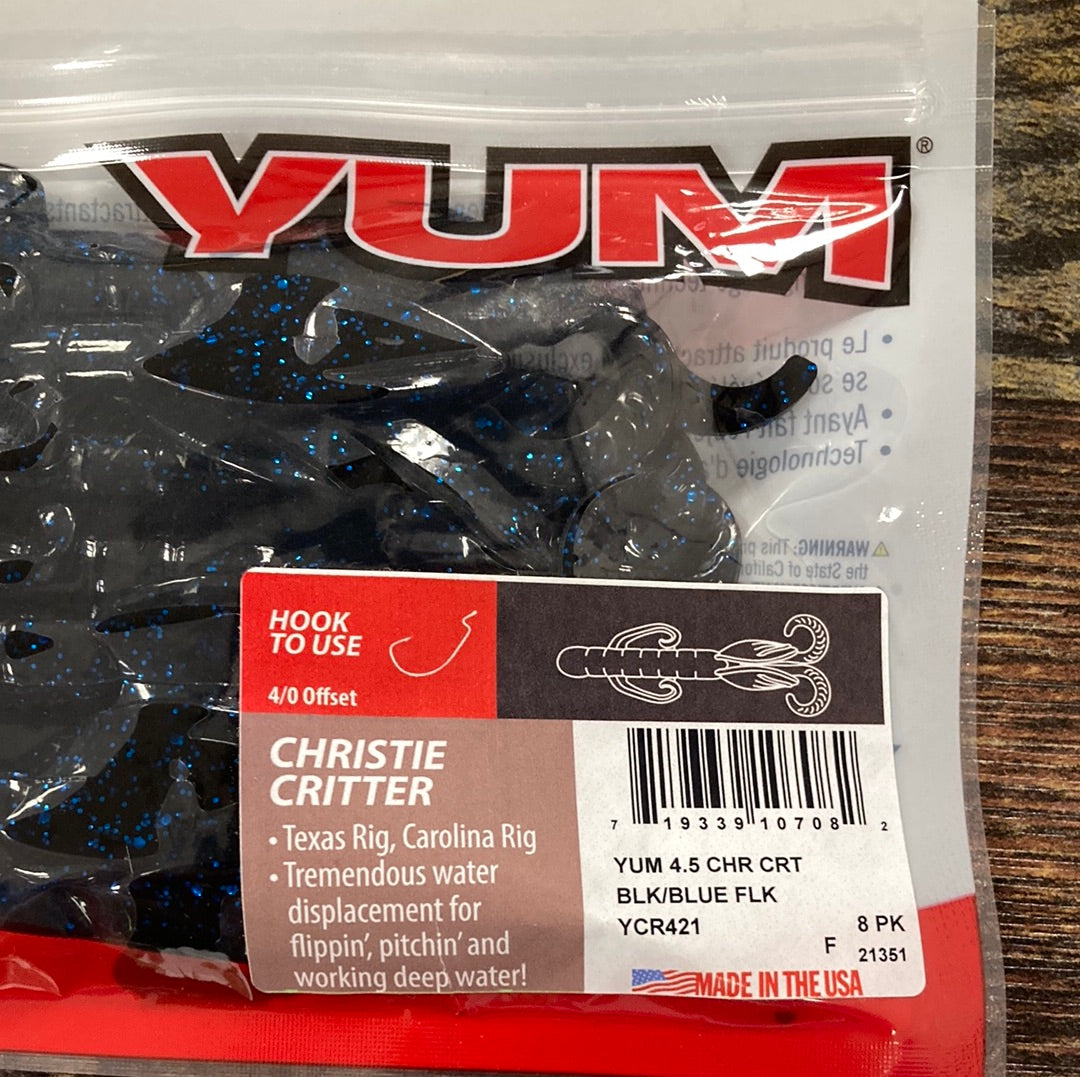 YUM®
• Le produit attrac
se
• Ayant fait
• Technologie d'a
WARNING: This
the State of Californ
HOOK
TO USE
4/0 Offset
CHRISTIE
CRITTER
• Texas Rig, Carolina Rig
• Tremendous water
displacement for
flippin', pitchin' and
working deep water!
7 19339 10708 2
YUM 4.5 CHR CRT
BLK/BLUE FLK
YCR421
8 PK
F 21351
MADE IN THE USA